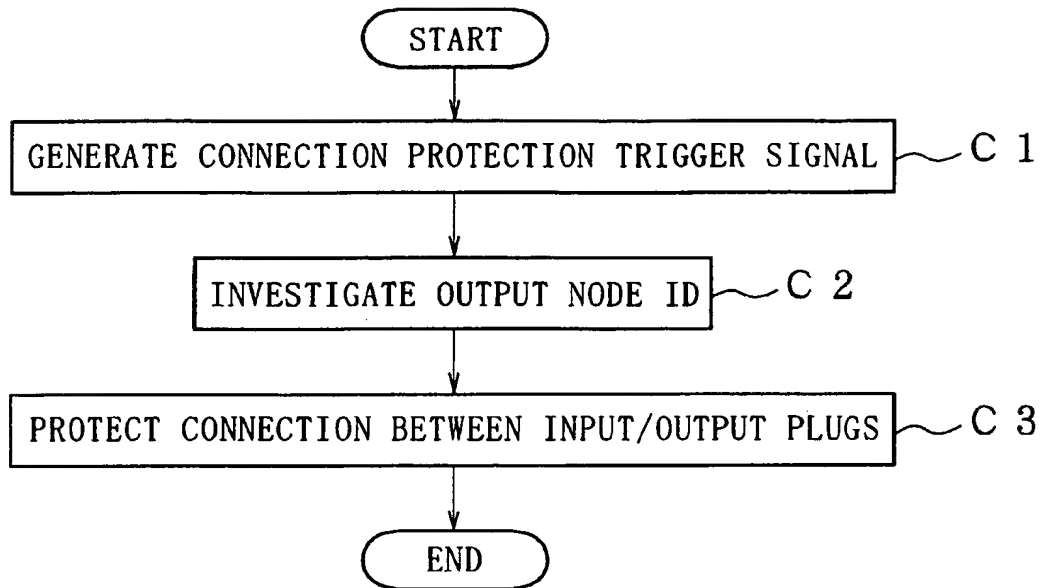 START
GENERATE CONNECTION PROTECTION TRIGGER SIGNAL C 1
INVESTIGATE OUTPUT NODE ID C 2
PROTECT CONNECTION BETWEEN INPUT/OUTPUT PLUGS C 3
END